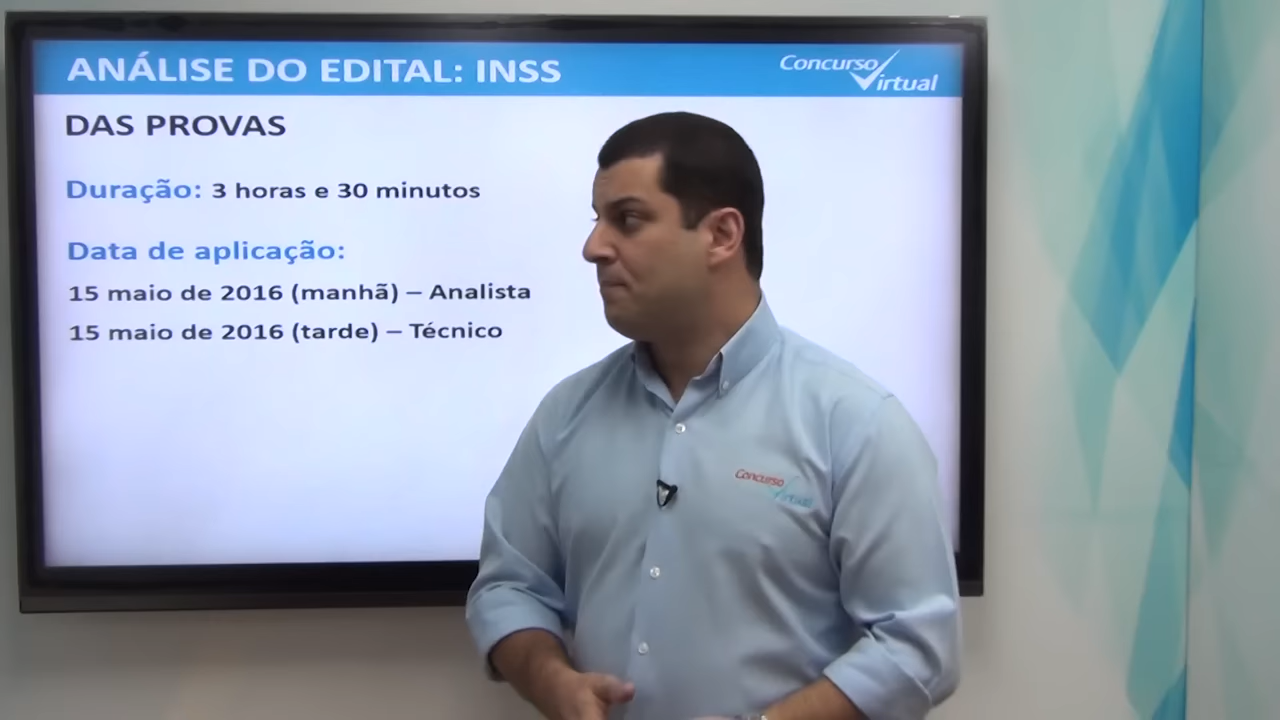 ANÁLISE DO EDITAL: INSS
Concurso Virtual
DAS PROVAS
Duração: 3 horas e 30 minutos
Data de aplicação:
15 maio de 2016 (manhã) – Analista
15 maio de 2016 (tarde) – Técnico
Concurso
Virtual